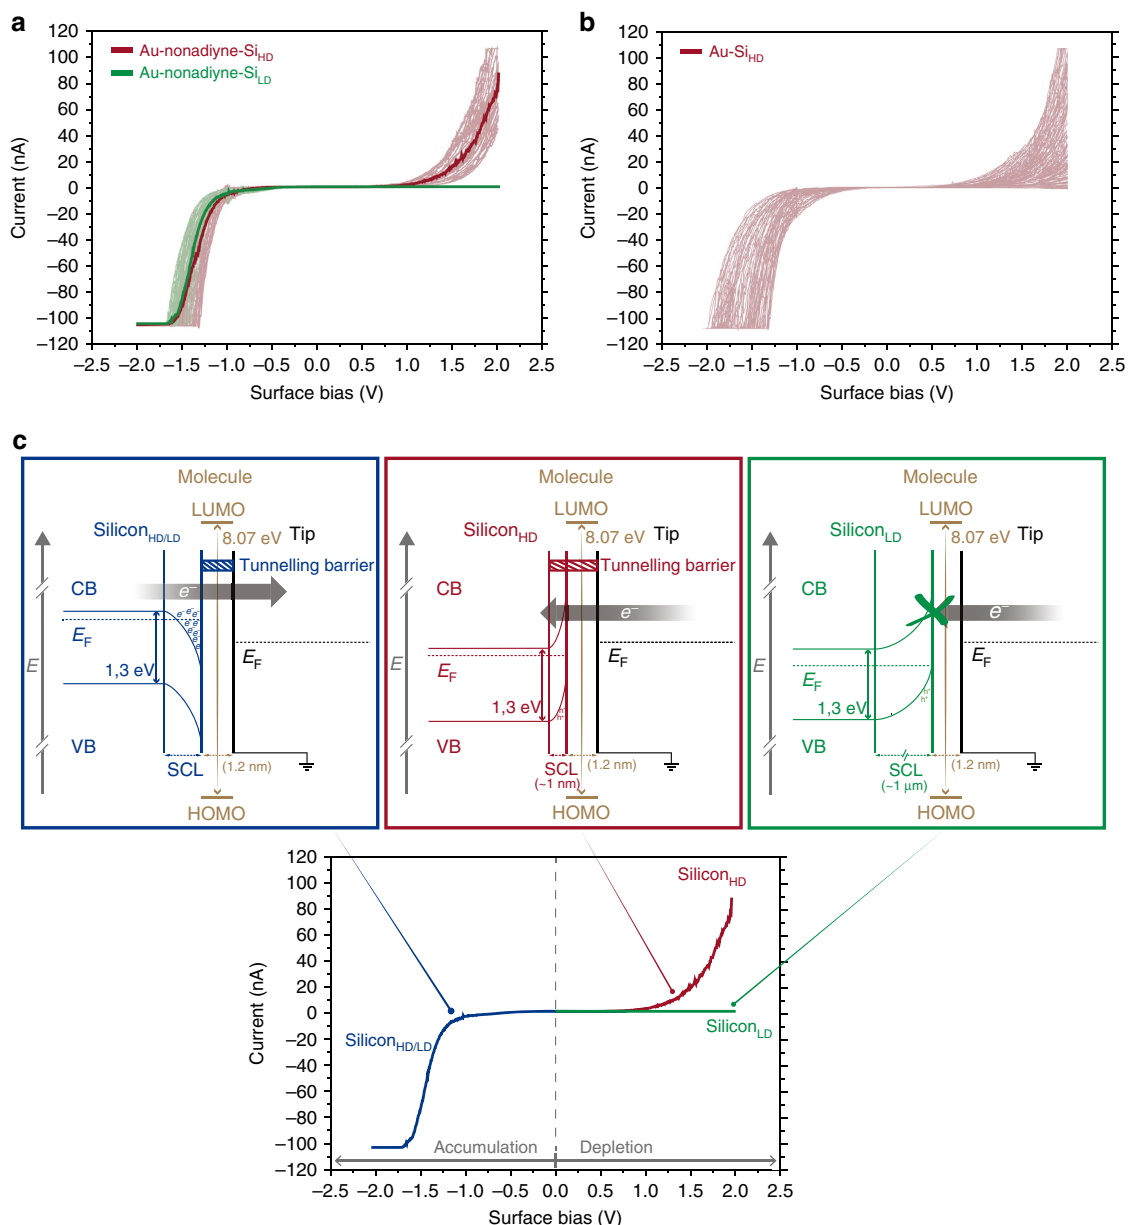 a
120
100
80
60
40
20
0
−20
−40
−60
−80
−100
−120
Current (nA)
Au-nonadiyne-SiHD
Au-nonadiyne-SiLD
−2.5 −2.0 −1.5 −1.0 −0.5 0.0 0.5 1.0 1.5 2.0 2.5
Surface bias (V)
b
120
100
80
60
40
20
0
−20
−40
−60
−80
−100
−120
Current (nA)
Au-SiHD
−2.5 −2.0 −1.5 −1.0 −0.5 0.0 0.5 1.0 1.5 2.0 2.5
Surface bias (V)
c
Molecule
LUMO
SiliconHD/LD
8.07 eV
Tip
Tunnelling barrier
CB
e−
e− e− e− e− e− e− e− e−
EF
EF
E
1,3 eV
VB
SCL
(1.2 nm)
HOMO
Molecule
LUMO
SiliconHD
8.07 eV
Tip
Tunnelling barrier
CB
e−
EF
EF
E
1,3 eV
h+
h+
VB
SCL
(~1 nm)
(1.2 nm)
HOMO
Molecule
LUMO
SiliconLD
8.07 eV
Tip
CB
e−
EF
EF
E
1,3 eV
h+
h+
VB
SCL
(~1 μm)
(1.2 nm)
HOMO
120
100
80
60
40
20
0
−20
−40
−60
−80
−100
−120
Current (nA)
SiliconHD
SiliconLD
SiliconHD/LD
Accumulation
Depletion
−2.5 −2.0 −1.5 −1.0 −0.5 0.0 0.5 1.0 1.5 2.0 2.5
Surface bias (V)